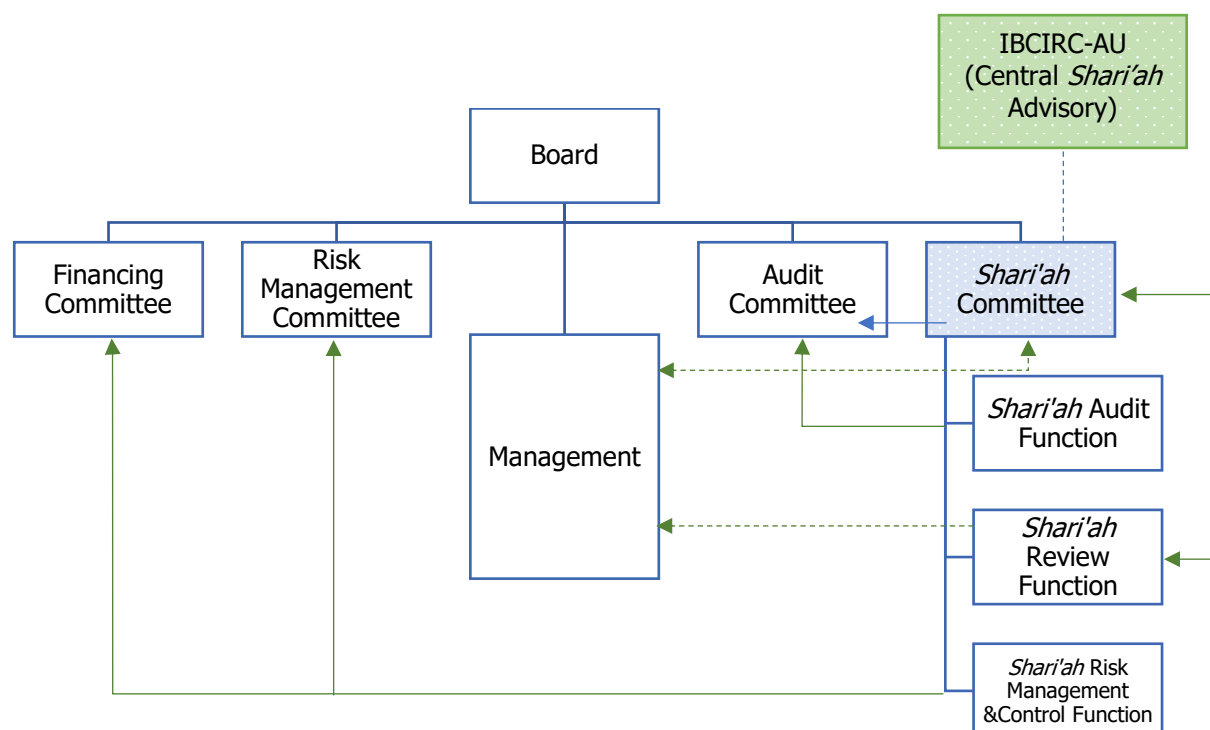 IBCIRC-AU
(Central Shari’ah
Advisory)
Board
Financing
Committee
Risk
Management
Committee
Audit
Committee
Shari'ah
Committee
Management
Shari'ah Audit
Function
Shari'ah
Review
Function
Shari'ah Risk
Management
&Control Function